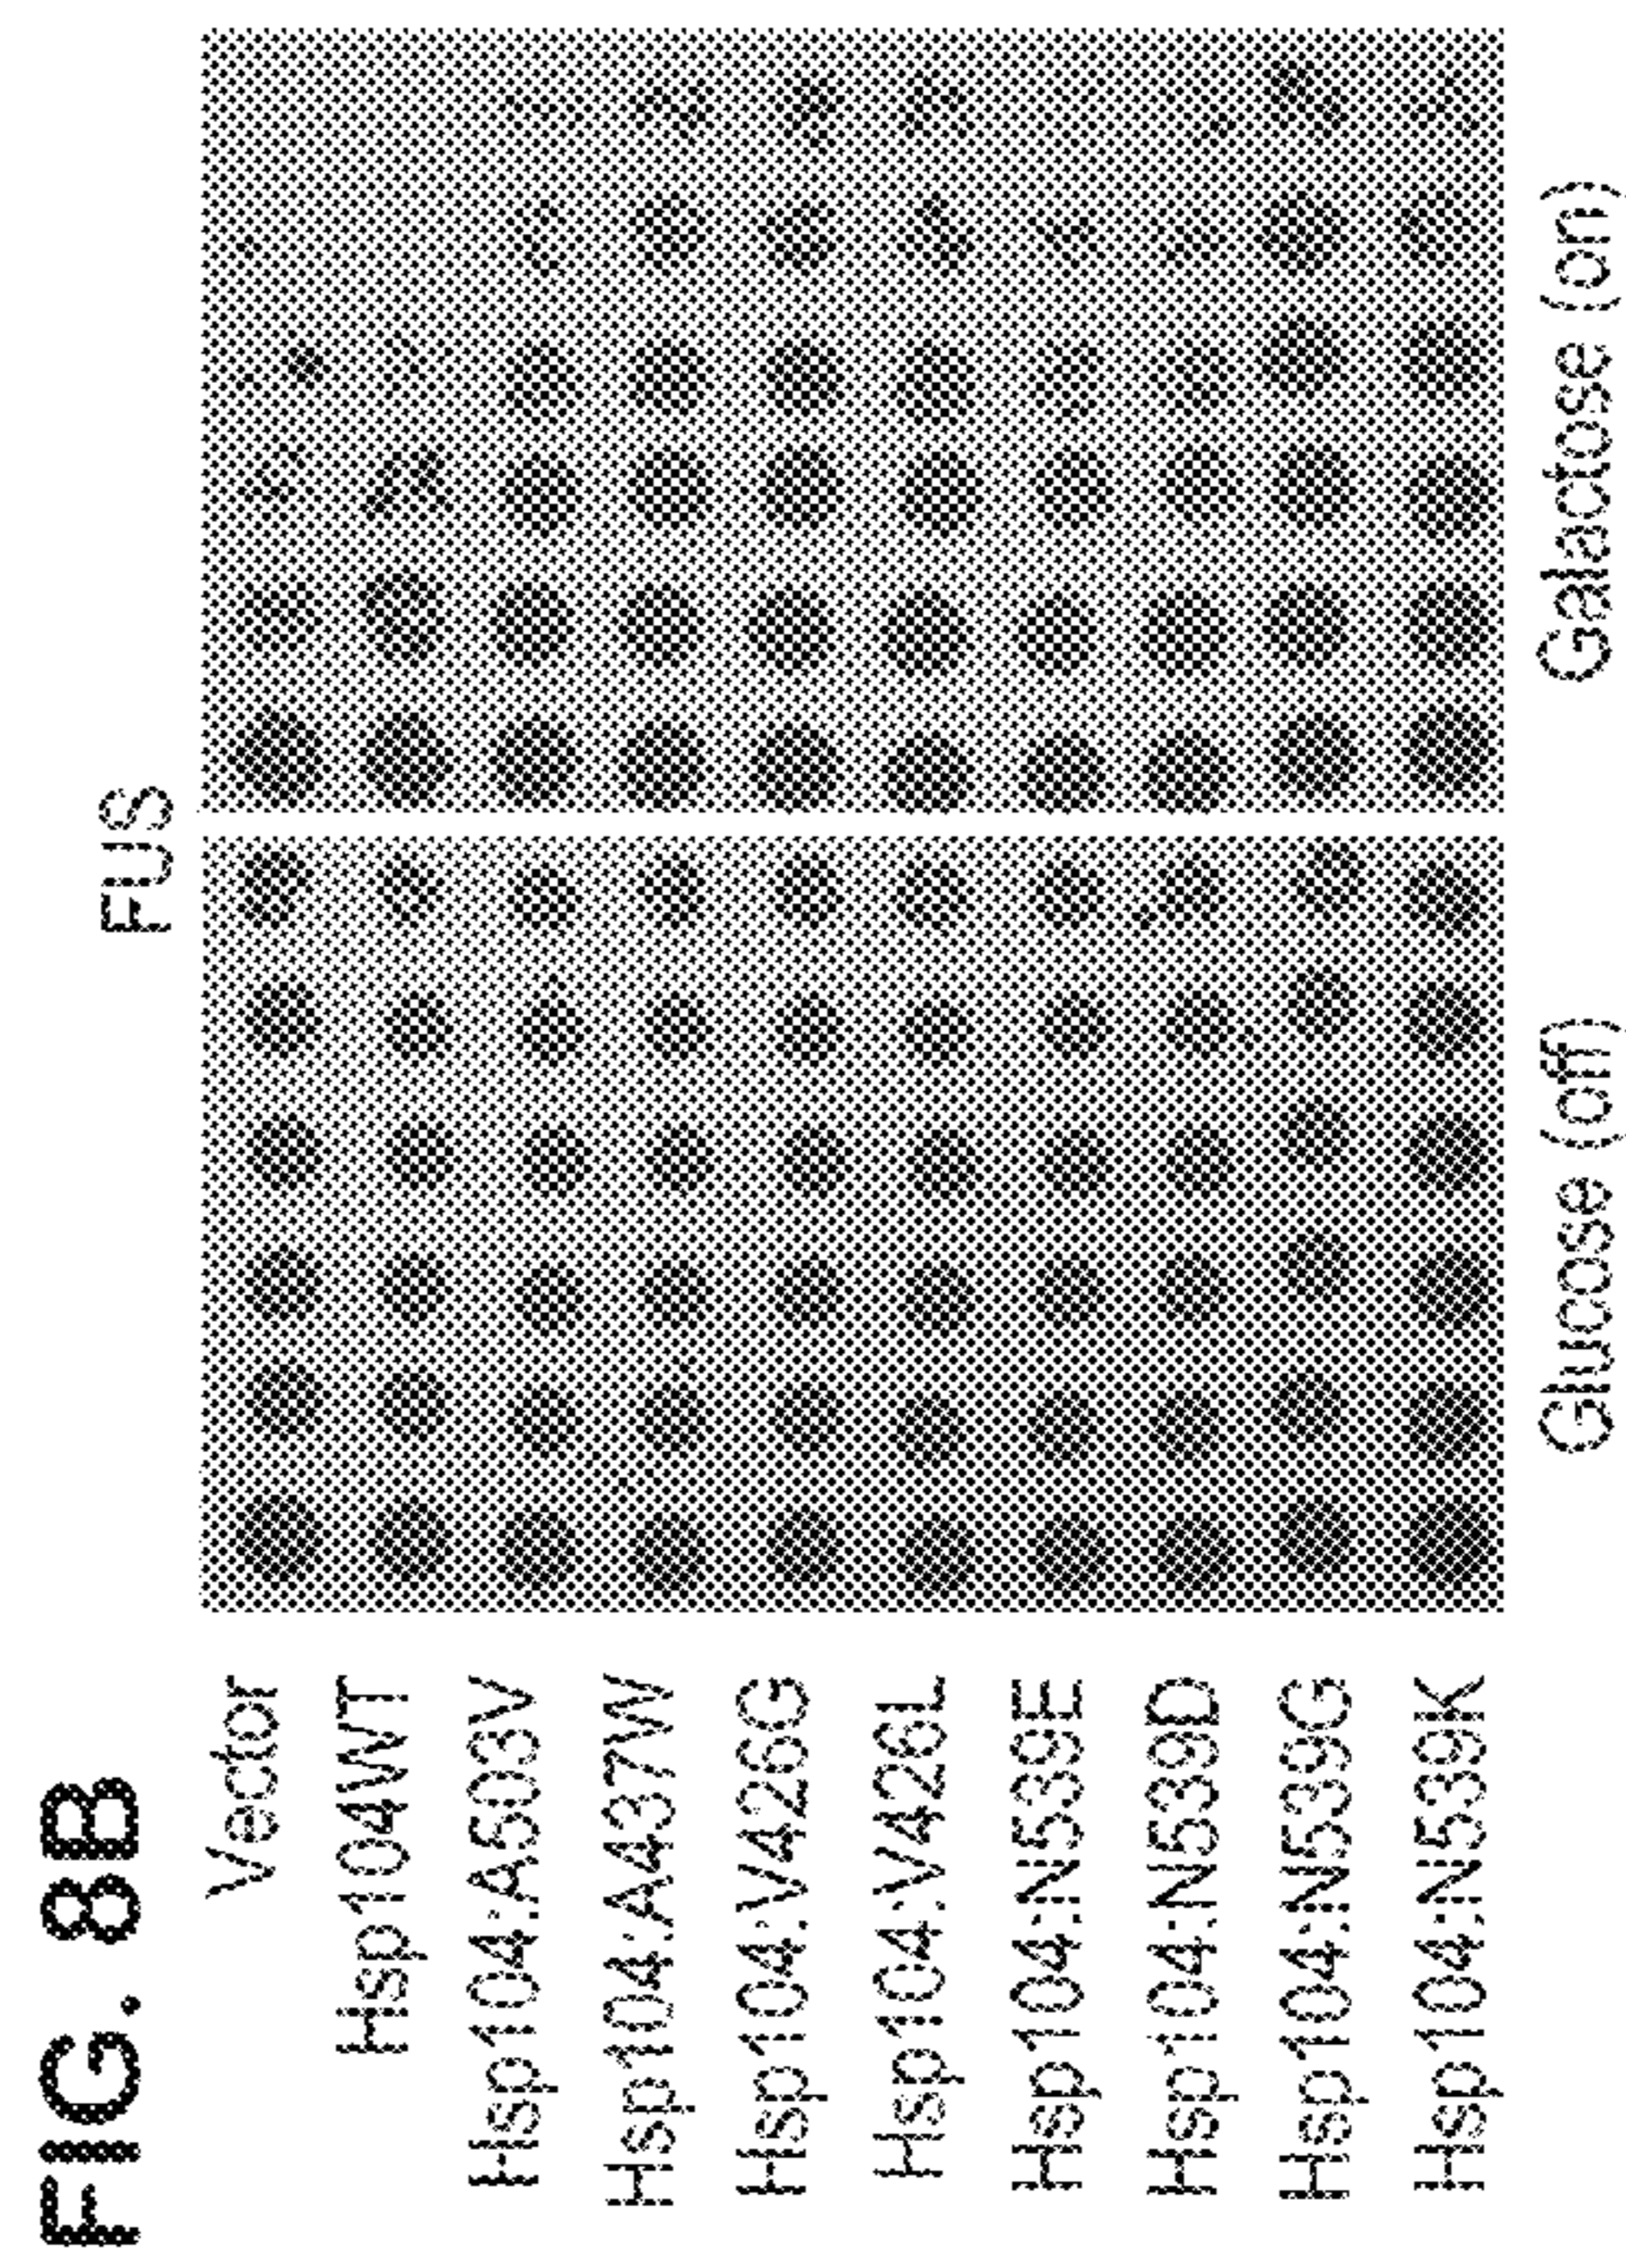 FIG. 8B
FUS
Vector
Hsp104WT
Hsp104:A503V
Hsp104:A437W
Hsp104:V426G
Hsp104:V426L
Hsp104:N539E
Hsp104:N539D
Hsp104:N539G
Hsp104:N539K
Glucose (off)
Galactose (on)